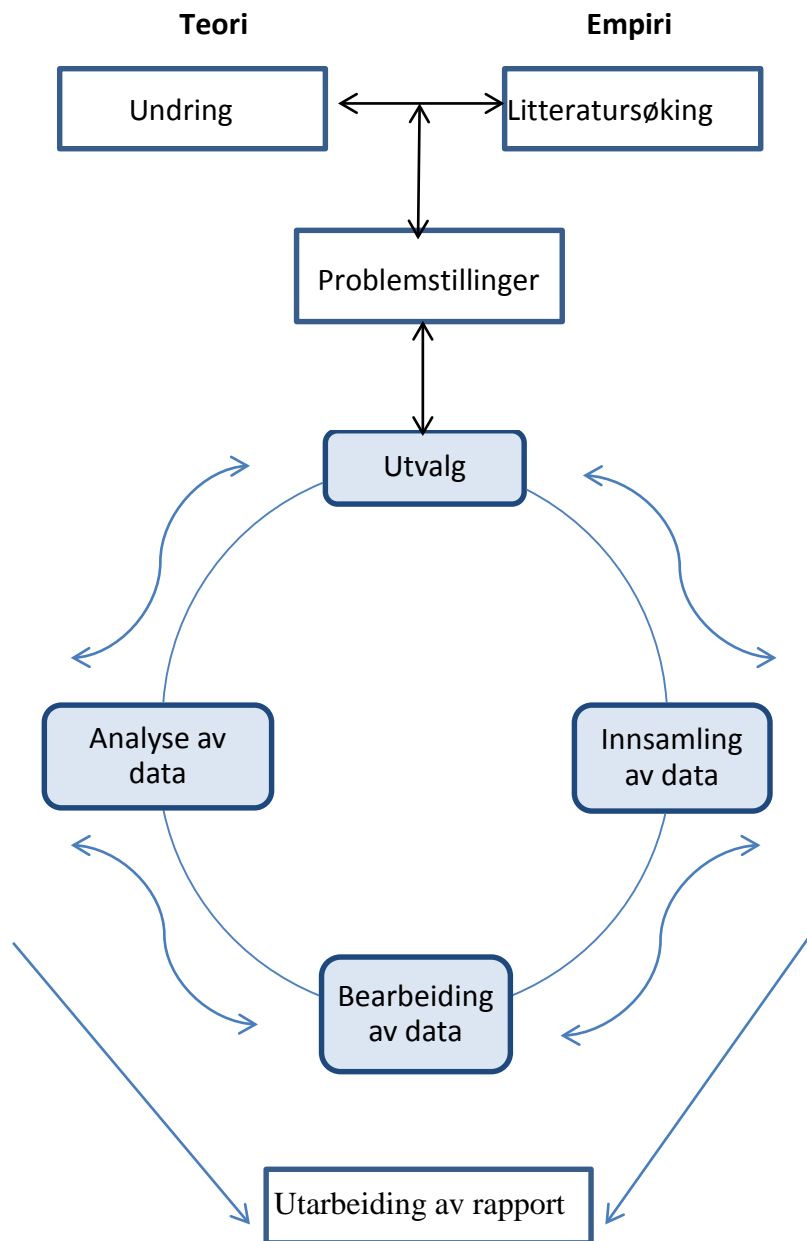 Teori
Empiri
Undring
Litteratursøking
Problemstillinger
Utvalg
Analyse av
data
Innsamling
av data
Bearbeiding
av data
Utarbeiding av rapport